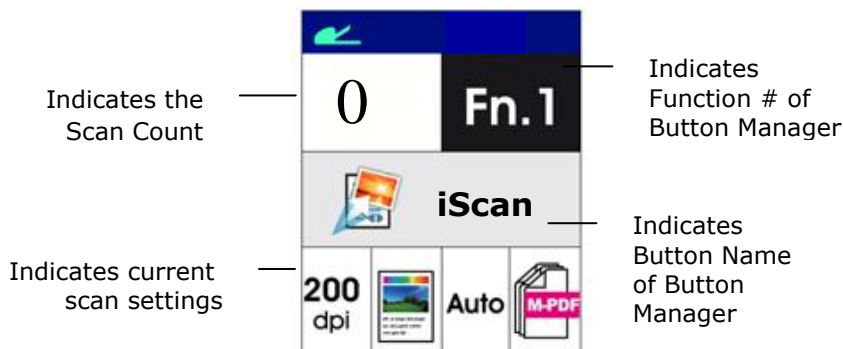 Indicates the
Scan Count
0
Fn.1
Indicates
Function # of
Button Manager
iScan
Indicates
Button Name
of Button
Manager
Indicates current
scan settings
200
dpi
Auto
M-PDF